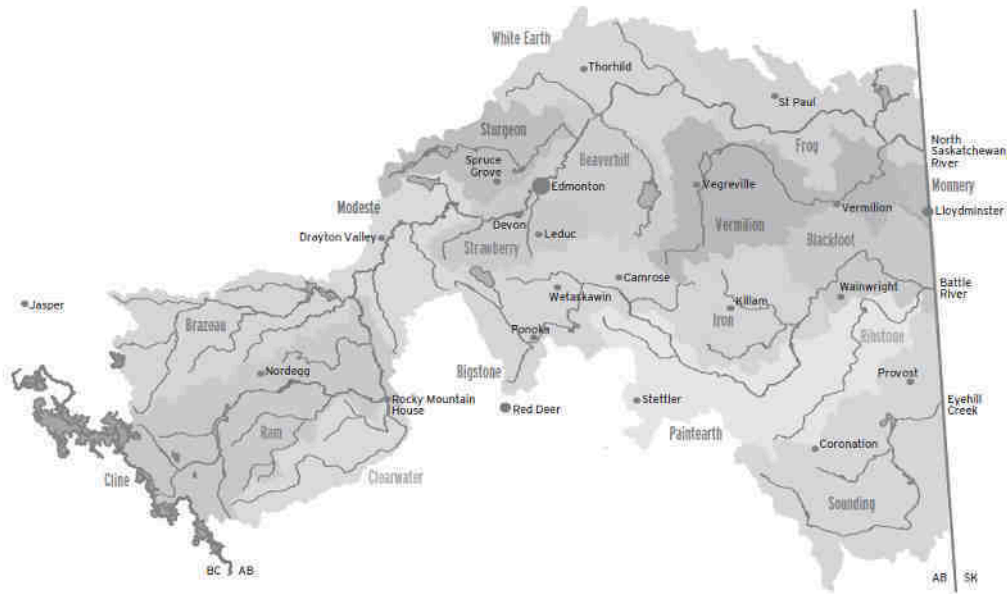 White Earth
Thorhild
St Paul
Sturgeon
Frog
North
Saskatchewan
River
Spruce
Grove
Beaverhill
Edmonton
Vegreville
Monnery
Modeste
Vermilion
Lloydminster
Devon
Drayton Valley
Leduc
Vermilion
Strawberry
Blackfoot
Camrose
Wetaskawin
Wainwright
Battle
River
Jasper
Killam
Iron
Brazeau
Ponoka
Ribstone
Nordegg
Bigstone
Provost
Rocky Mountain
House
Red Deer
Stettler
Eyehill
Creek
Ram
Paintearth
Coronation
Cline
Clearwater
Sounding
BC
AB
AB
SK